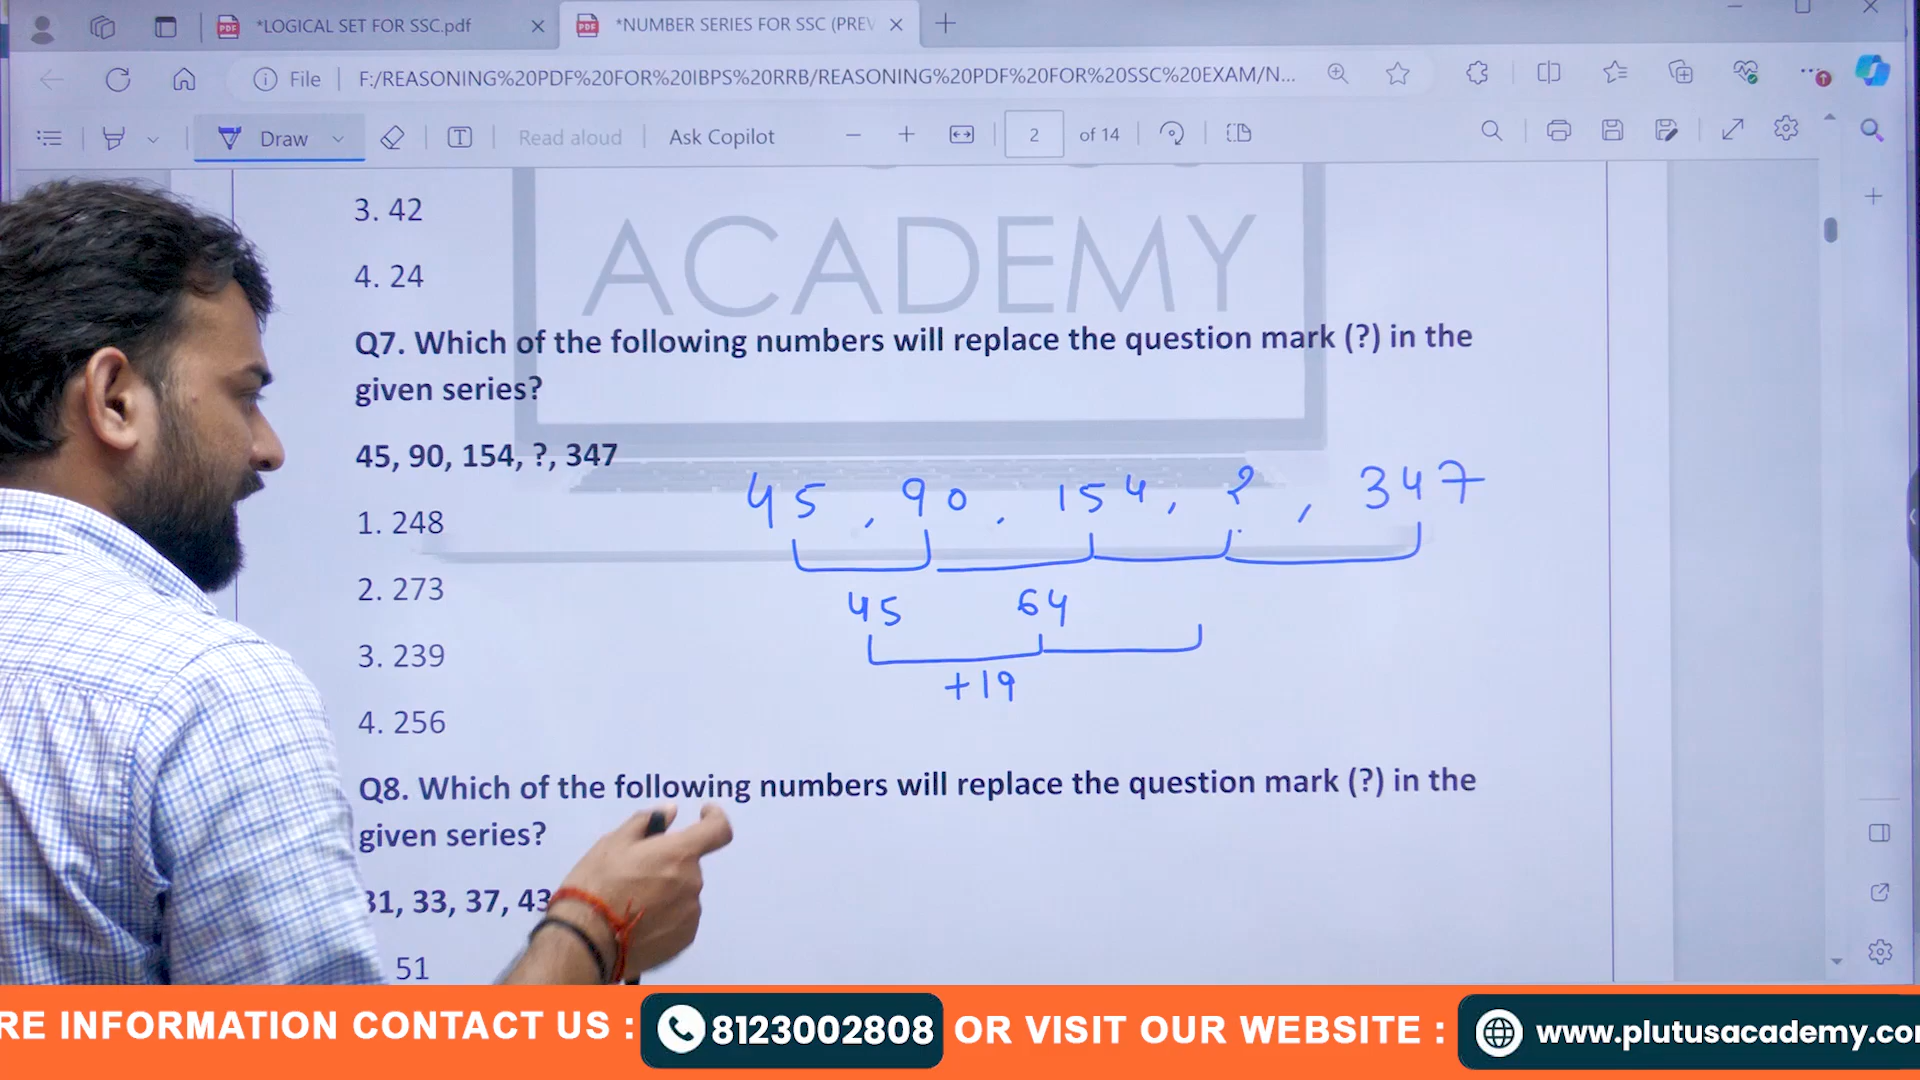 *LOGICAL SET FOR SSC.pdf
*NUMBER SERIES FOR SSC (PREV
File
F:/REASONING%20PDF%20FOR%20IBPS%20RRB/REASONING%20PDF%20FOR%20SSC%20EXAM/N...
Draw
Read aloud
Ask Copilot
2
of 14
ACADEMY
3. 42
4. 24
Q7. Which of the following numbers will replace the question mark (?) in the
given series?
45, 90, 154, ?, 347
45, 90, 154, ?, 347
1. 248
2. 273
45 64
3. 239
+19
4. 256
Q8. Which of the following numbers will replace the question mark (?) in the
given series?
31, 33, 37, 43
51
RE INFORMATION CONTACT US : 8123002808 OR VISIT OUR WEBSITE : www.plutusacademy.co